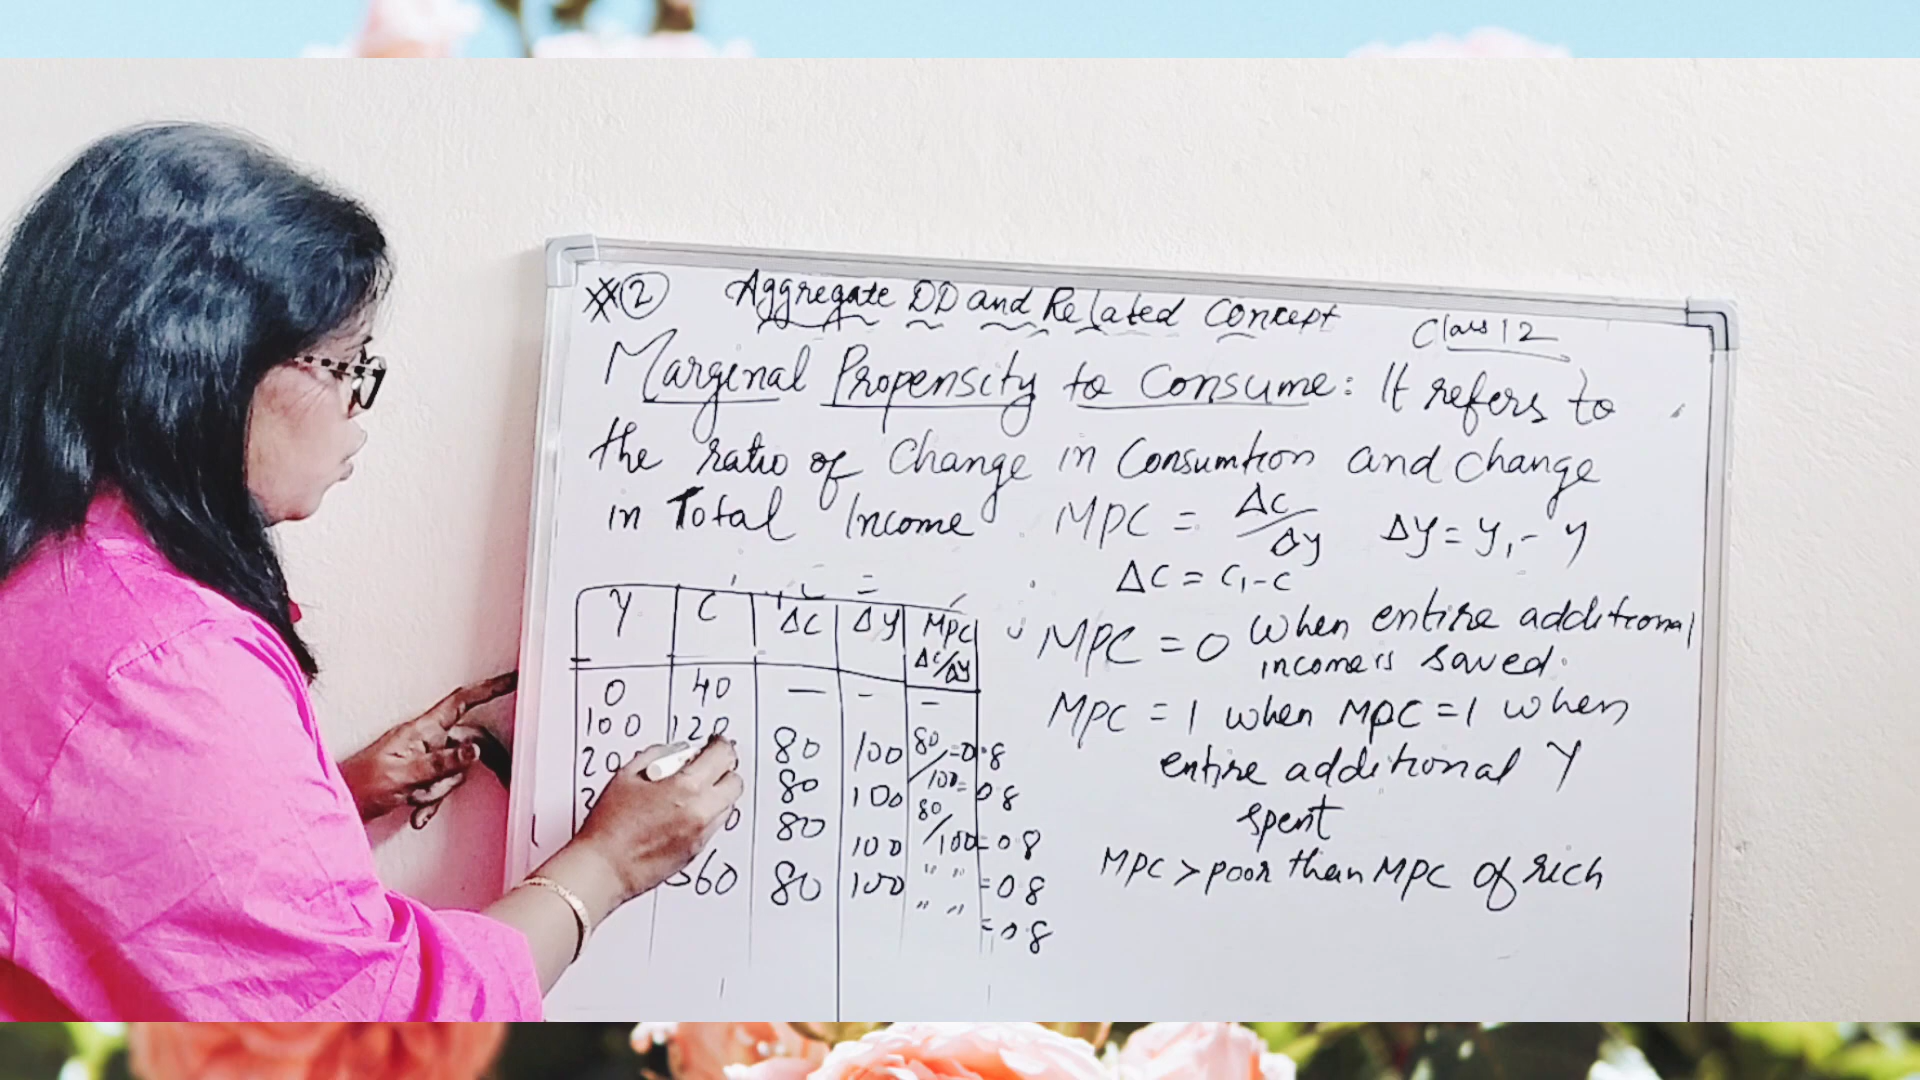 #② Aggregate DD and Related Concept
Class 12
Marginal Propensity to Consume: It refers to
the ratio of Change in Consumtion and change
in Total Income. MPC = ΔC/ΔY ΔY = Y₁ - Y
ΔC = C₁ - C
Y C ΔC ΔY MPC ΔC/ΔY
0 40 — - -
100 120 80 100 80/100 = 0.8
80 100 = 0.8
80 100 80/100 = 0.8
360 80 100 " " = 0.8
" " = 0.8
MPC = 0 when entire additional
income is saved.
MPC = 1 when MPC = 1 when
entire additional Y
spent
MPC > poor than MPC of rich